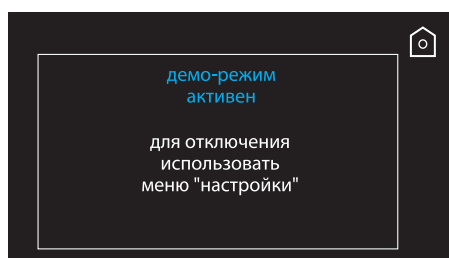 демо-режим
активен
для отключения
использовать
меню "настройки"